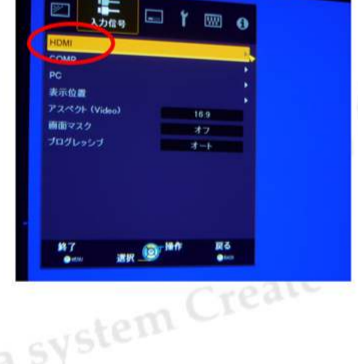 入力信号
HDMI
COMP
PC
表示位置
アスペクト (Video) 16:9
画面マスク オフ
プログレッシブ オート
終了 選択 操作 戻る
MENU BACK
a system Create